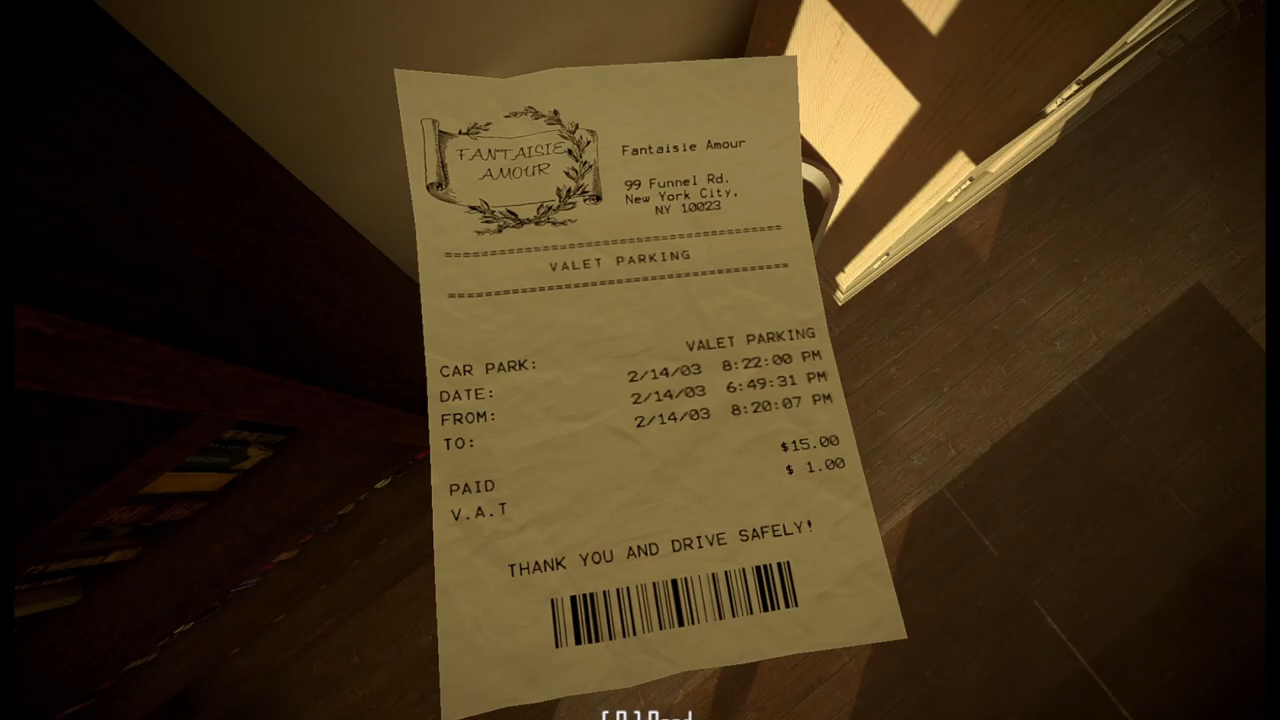 FANTAISIE
AMOUR
Fantaisie Amour
99 Funnel Rd.
New York City,
NY 10023
================================================
VALET PARKING
================================================
CAR PARK: VALET PARKING
DATE: 2/14/03 8:22:00 PM
FROM: 2/14/03 6:49:31 PM
TO: 2/14/03 8:20:07 PM
PAID $15.00
V.A.T $ 1.00
THANK YOU AND DRIVE SAFELY!